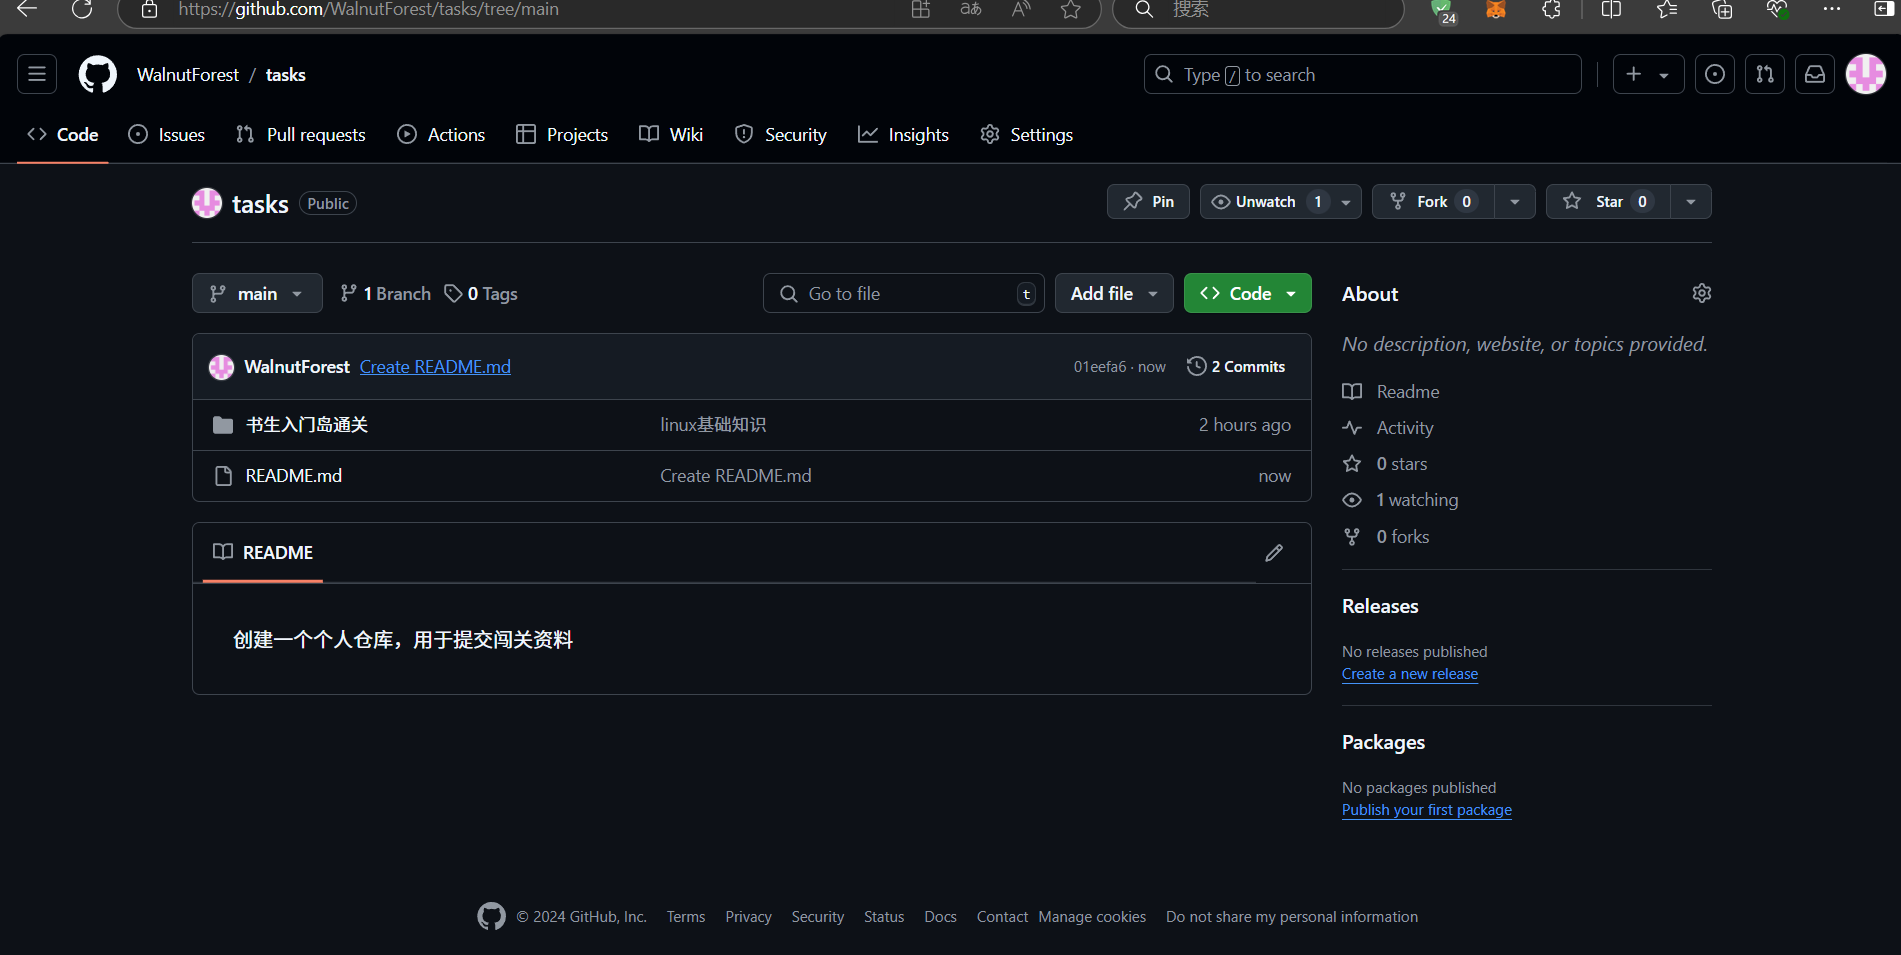 https://github.com/WalnutForest/tasks/tree/main
搜索
24
WalnutForest / tasks
Type / to search
Code Issues Pull requests Actions Projects Wiki Security Insights Settings
tasks Public
Pin Unwatch 1 Fork 0 Star 0
main 1 Branch 0 Tags Go to file t Add file Code
WalnutForest Create README.md 01eefa6 · now 2 Commits
书生入门岛通关 linux基础知识 2 hours ago
README.md Create README.md now
README
创建一个个人仓库，用于提交闯关资料
About
No description, website, or topics provided.
Readme
Activity
0 stars
1 watching
0 forks
Releases
No releases published
Create a new release
Packages
No packages published
Publish your first package
© 2024 GitHub, Inc. Terms Privacy Security Status Docs Contact Manage cookies Do not share my personal information